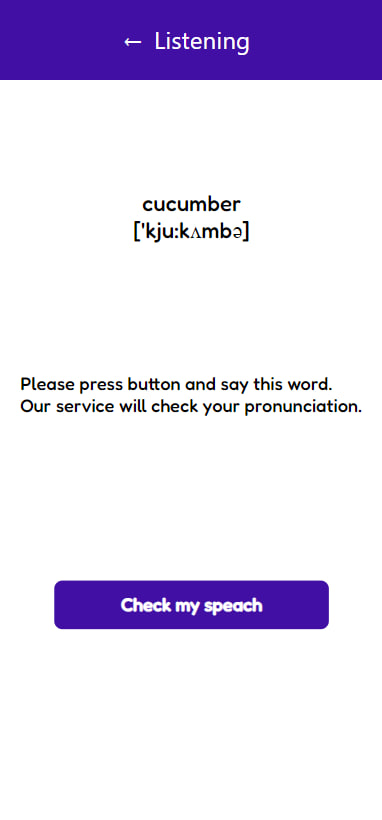 ← Listening
cucumber
['kju:kʌmbə]
Please press button and say this word.
Our service will check your pronunciation.
Check my speach